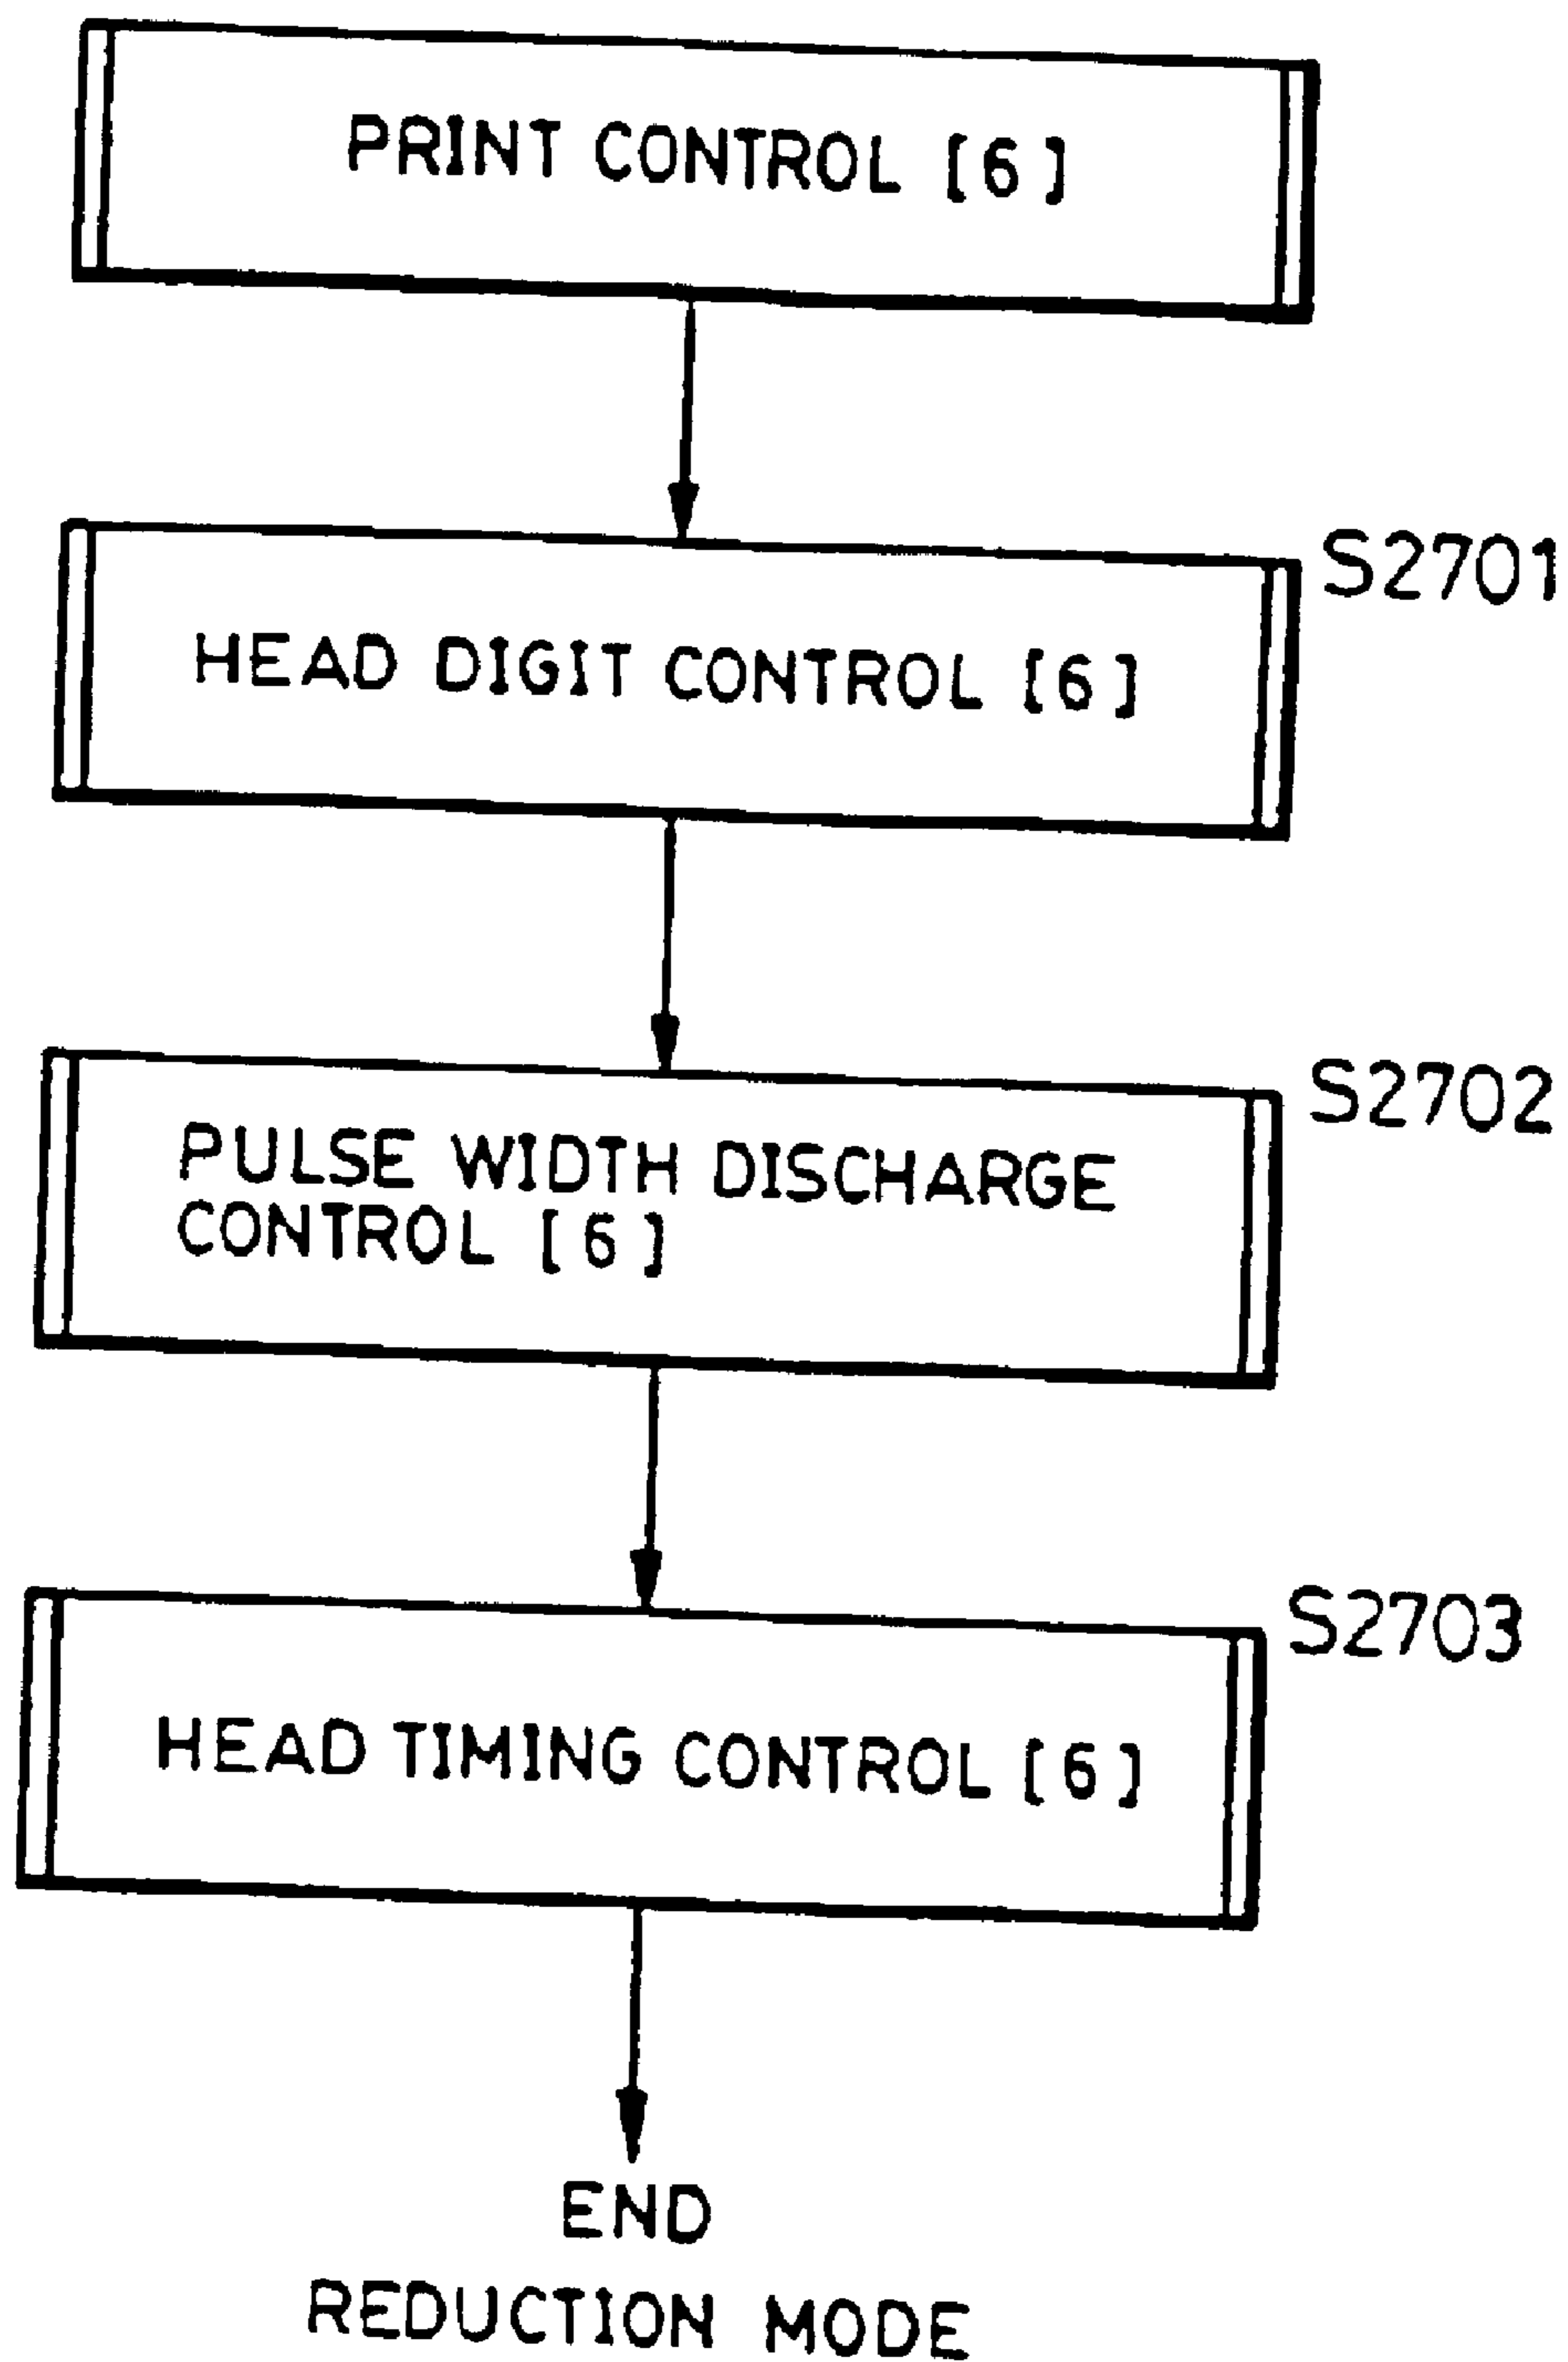 PRINT CONTROL [6]
S2701
HEAD DIGIT CONTROL [6]
S2702
PULSE WIDTH DISCHARGE
CONTROL [6]
S2703
HEAD TIMING CONTROL [6]
END
REDUCTION MODE